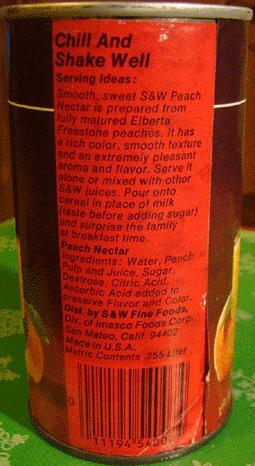 Chill And
Shake Well
Serving Ideas:
Smooth, sweet S&W Peach
Nectar is prepared from
fully matured Elberta
Freestone peaches. It has
a rich color, smooth texture
and an extremely pleasant
aroma and flavor. Serve it
alone or mixed with other
S&W juices. Pour onto
cereal in place of milk
(taste before adding sugar)
and surprise the family
at breakfast time.
Peach Nectar
Ingredients: Water, Peach
Pulp and Juice, Sugar,
Dextrose, Citric Acid,
Ascorbic Acid added to
preserve Flavor and Color.
Dist. by S&W Fine Foods,
Div. of Imasco Foods Corp.
San Mateo, Calif. 94402
Made in U.S.A.
Metric Contents .355 Liter
0